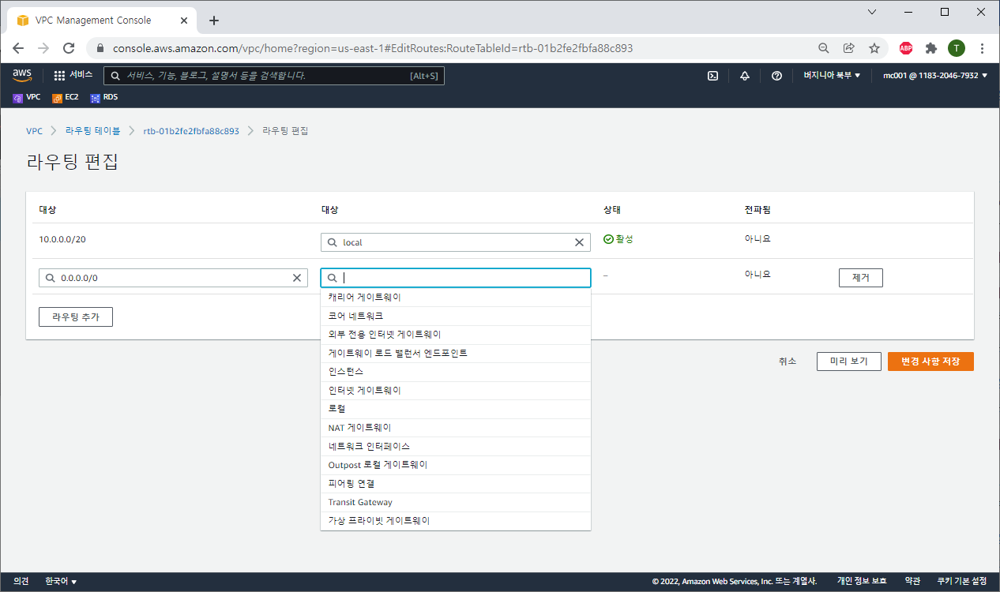 VPC Management Console
console.aws.amazon.com/vpc/home?region=us-east-1#EditRoutes:RouteTableId=rtb-01b2fe2fbfa88c893
ABP
T
aws
서비스
서비스, 기능, 블로그, 설명서 등을 검색합니다.
[Alt+S]
버지니아 북부
mc001 @ 1183-2046-7932
VPC
EC2
RDS
VPC
라우팅 테이블
rtb-01b2fe2fbfa88c893
라우팅 편집
라우팅 편집
대상
대상
상태
전파됨
10.0.0.0/20
local
활성
아니요
0.0.0.0/0
–
아니요
제거
캐리어 게이트웨이
라우팅 추가
코어 네트워크
외부 전용 인터넷 게이트웨이
게이트웨이 로드 밸런서 엔드포인트
취소
미리 보기
변경 사항 저장
인스턴스
인터넷 게이트웨이
로컬
NAT 게이트웨이
네트워크 인터페이스
Outpost 로컬 게이트웨이
피어링 연결
Transit Gateway
가상 프라이빗 게이트웨이
의견
한국어
© 2022, Amazon Web Services, Inc. 또는 계열사.
개인 정보 보호
약관
쿠키 기본 설정